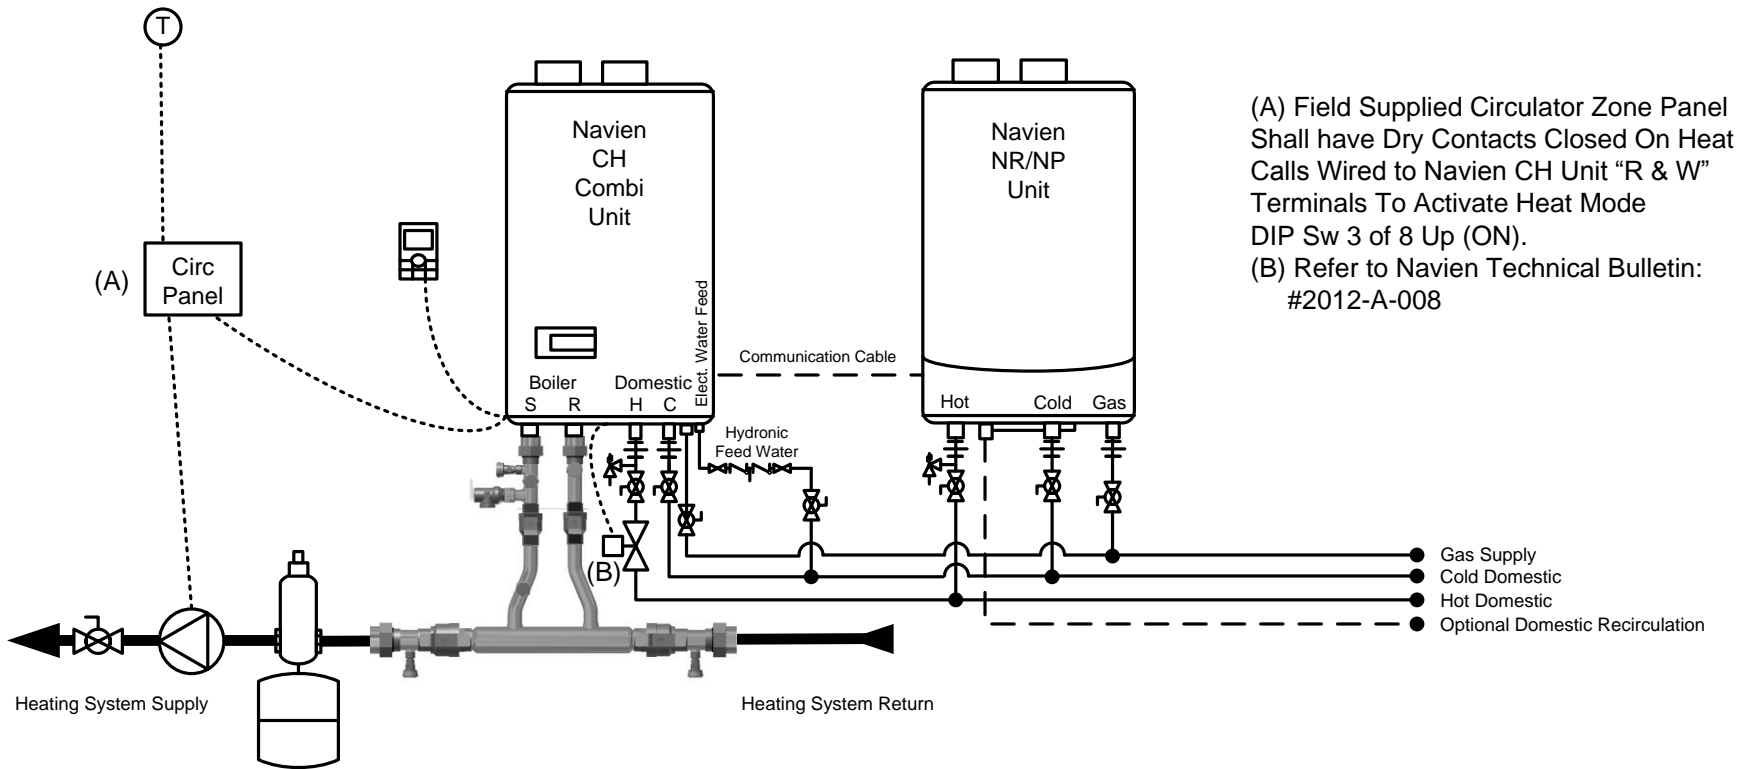 T
Navien
CH
Combi
Unit
Navien
NR/NP
Unit
(A) Field Supplied Circulator Zone Panel
Shall have Dry Contacts Closed On Heat
Calls Wired to Navien CH Unit “R & W”
Terminals To Activate Heat Mode
DIP Sw 3 of 8 Up (ON).
(B) Refer to Navien Technical Bulletin:
#2012-A-008
(A)
Circ
Panel
Elect. Water Feed
Communication Cable
Boiler
S R
Domestic
H C
Hot
Cold
Gas
Hydronic
Feed Water
(B)
Gas Supply
Cold Domestic
Hot Domestic
Optional Domestic Recirculation
Heating System Supply
Heating System Return